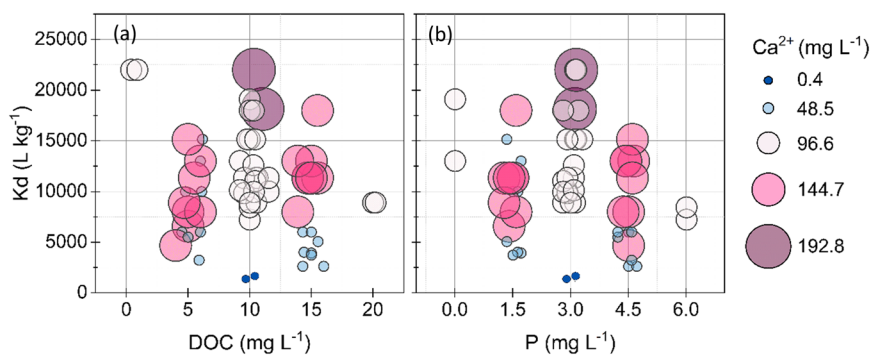 (a)
(b)
Ca²⁺ (mg L⁻¹)
0.4
48.5
96.6
144.7
192.8
Kd (L kg⁻¹)
25000
20000
15000
10000
5000
0
0 5 10 15 20
DOC (mg L⁻¹)
0.0 1.5 3.0 4.5 6.0
P (mg L⁻¹)